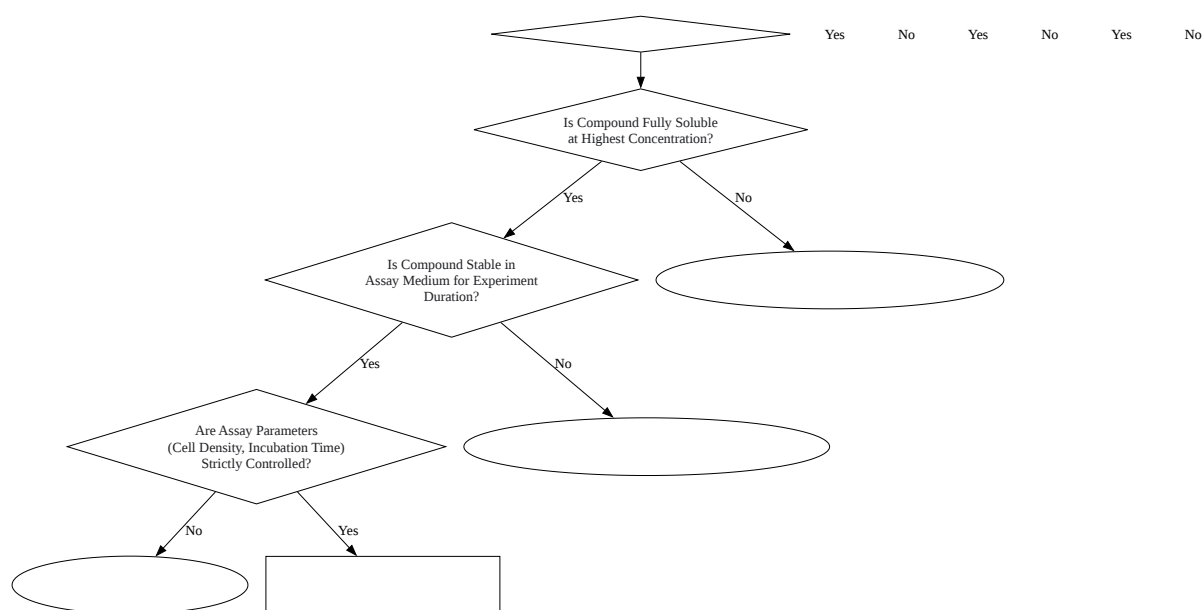 Yes No Yes No Yes No
Is Compound Fully Soluble
at Highest Concentration?
Yes
No
Is Compound Stable in
Assay Medium for Experiment
Duration?
Yes
No
Are Assay Parameters
(Cell Density, Incubation Time)
Strictly Controlled?
No
Yes